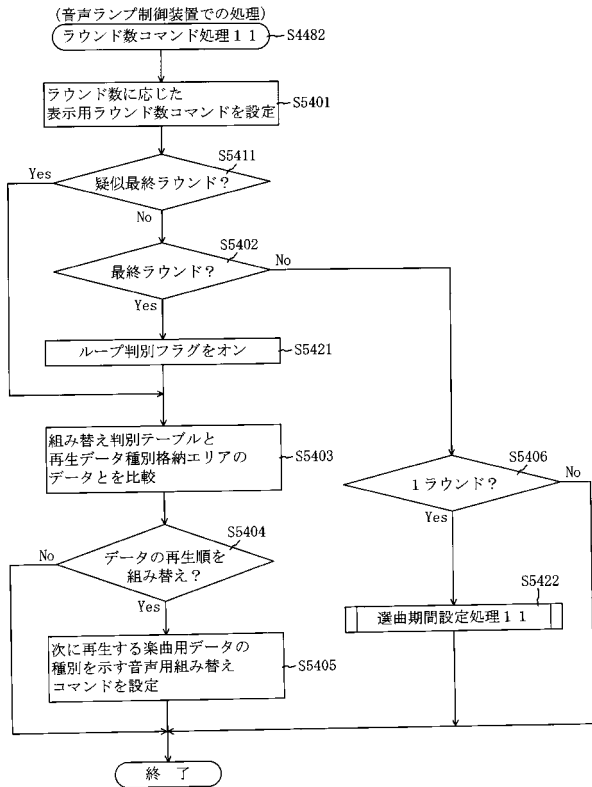 (音声ランプ制御装置での処理)
ラウンド数コマンド処理１１
S4482
ラウンド数に応じた
表示用ラウンド数コマンドを設定
S5401
S5411
Yes
疑似最終ラウンド？
No
S5402
最終ラウンド？
No
Yes
ループ判別フラグをオン
S5421
組み替え判別テーブルと
再生データ種別格納エリアの
データとを比較
S5403
S5406
１ラウンド？
No
Yes
S5404
No
データの再生順を
組み替え？
Yes
S5422
選曲期間設定処理１１
次に再生する楽曲用データの
種別を示す音声用組み替え
コマンドを設定
S5405
終 了